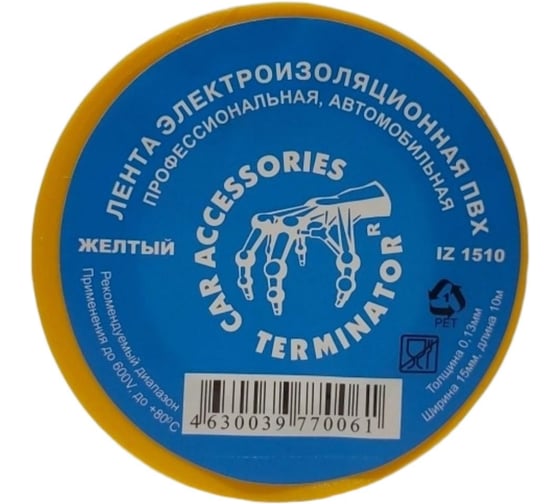 ЛЕНТА ЭЛЕКТРОИЗОЛЯЦИОННАЯ ПВХ
ПРОФЕССИОНАЛЬНАЯ, АВТОМОБИЛЬНАЯ
CAR ACCESSORIES
TERMINATOR R
ЖЕЛТЫЙ
IZ 1510
1
PET
Рекомендуемый диапазон
Применения до 600V, до +80°C
Толщина 0,13мм
Ширина 15мм, длина 10м
4630039770061